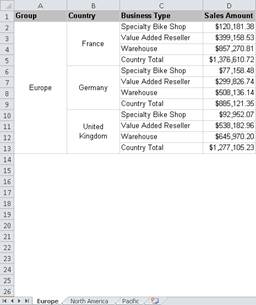 A B C D
1 Group Country Business Type Sales Amount
2 Specialty Bike Shop $120,181.38
3 France Value Added Reseller $399,158.53
4 Warehouse $857,270.81
5 Country Total $1,376,610.72
6 Specialty Bike Shop $77,158.48
7 Europe Germany Value Added Reseller $299,826.74
8 Warehouse $508,136.14
9 Country Total $885,121.35
10 Specialty Bike Shop $92,952.07
11 United Value Added Reseller $538,182.96
12 Kingdom Warehouse $645,970.20
13 Country Total $1,277,105.23
14
15
16
17
18
19
20
21
22
23
24
25
26
Europe North America Pacific